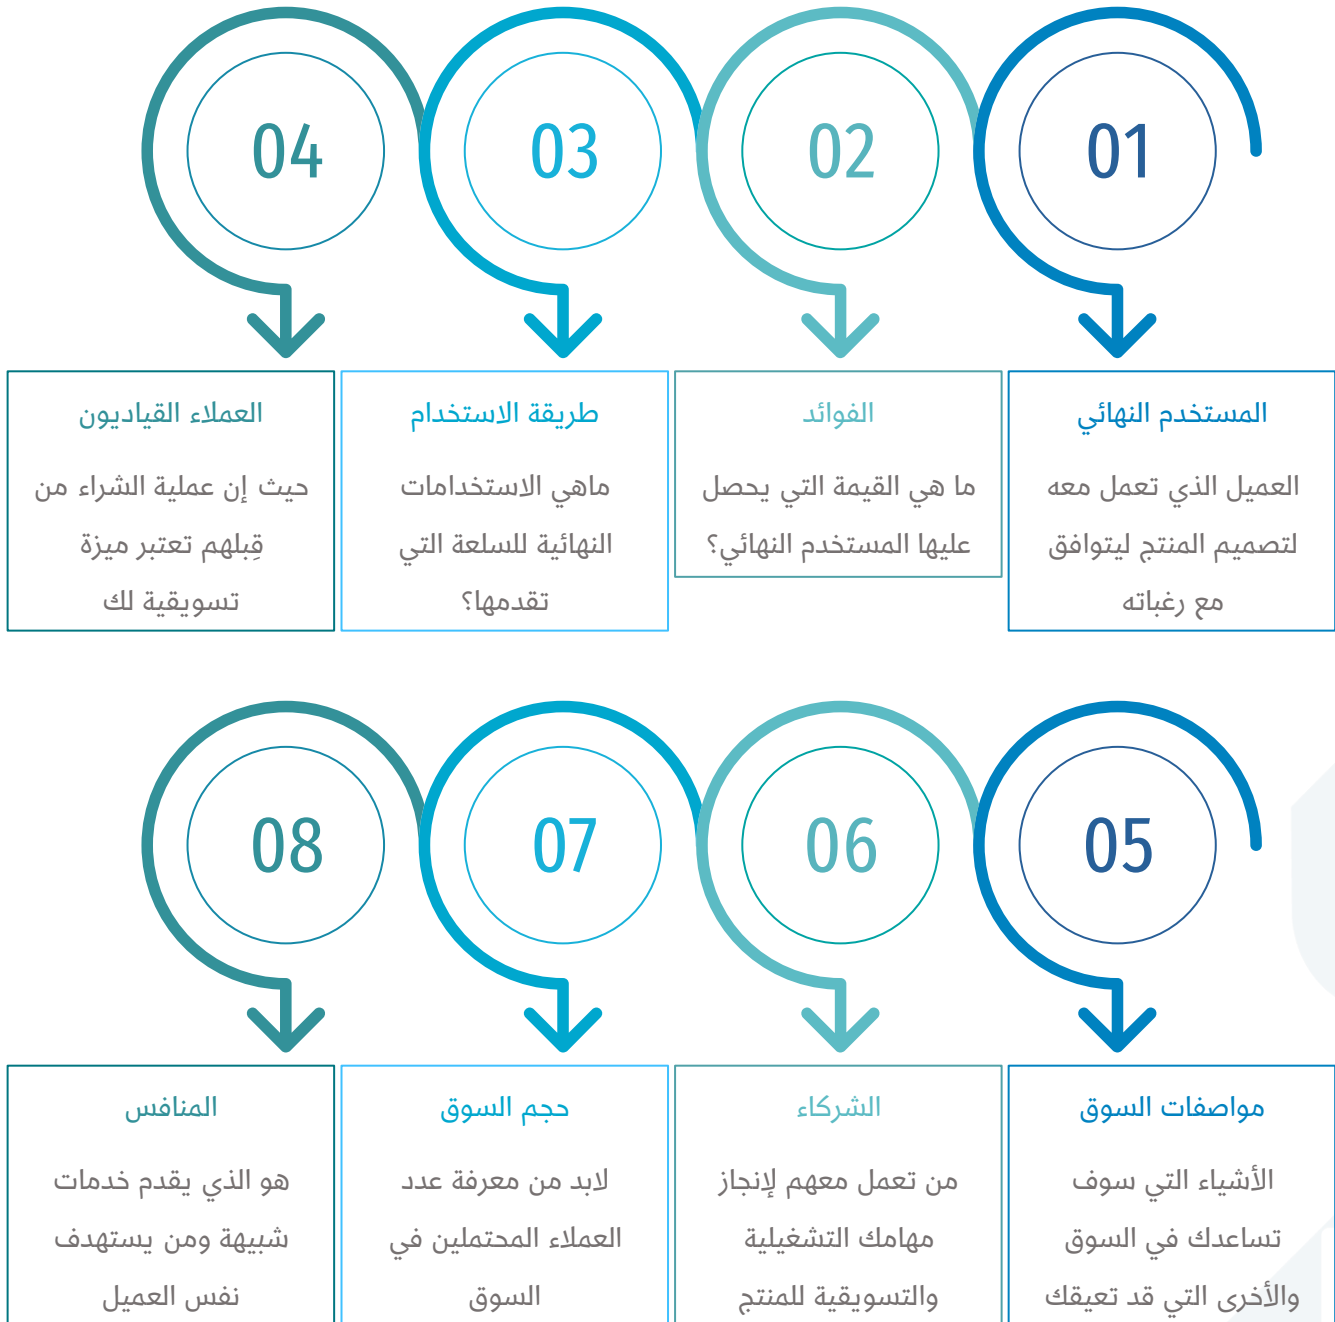 01
المستخدم النهائي
العميل الذي تعمل معه
لتصميم المنتج ليتوافق
مع رغباته
02
الفوائد
ما هي القيمة التي يحصل
عليها المستخدم النهائي؟
03
طريقة الاستخدام
ماهي الاستخدامات
النهائية للسلعة التي
تقدمها؟
04
العملاء القياديون
حيث إن عملية الشراء من
قِبلهم تعتبر ميزة
تسويقية لك
05
مواصفات السوق
الأشياء التي سوف
تساعدك في السوق
والأخرى التي قد تعيقك
06
الشركاء
من تعمل معهم لإنجاز
مهامك التشغيلية
والتسويقية للمنتج
07
حجم السوق
لابد من معرفة عدد
العملاء المحتملين في
السوق
08
المنافس
هو الذي يقدم خدمات
شبيهة ومن يستهدف
نفس العميل